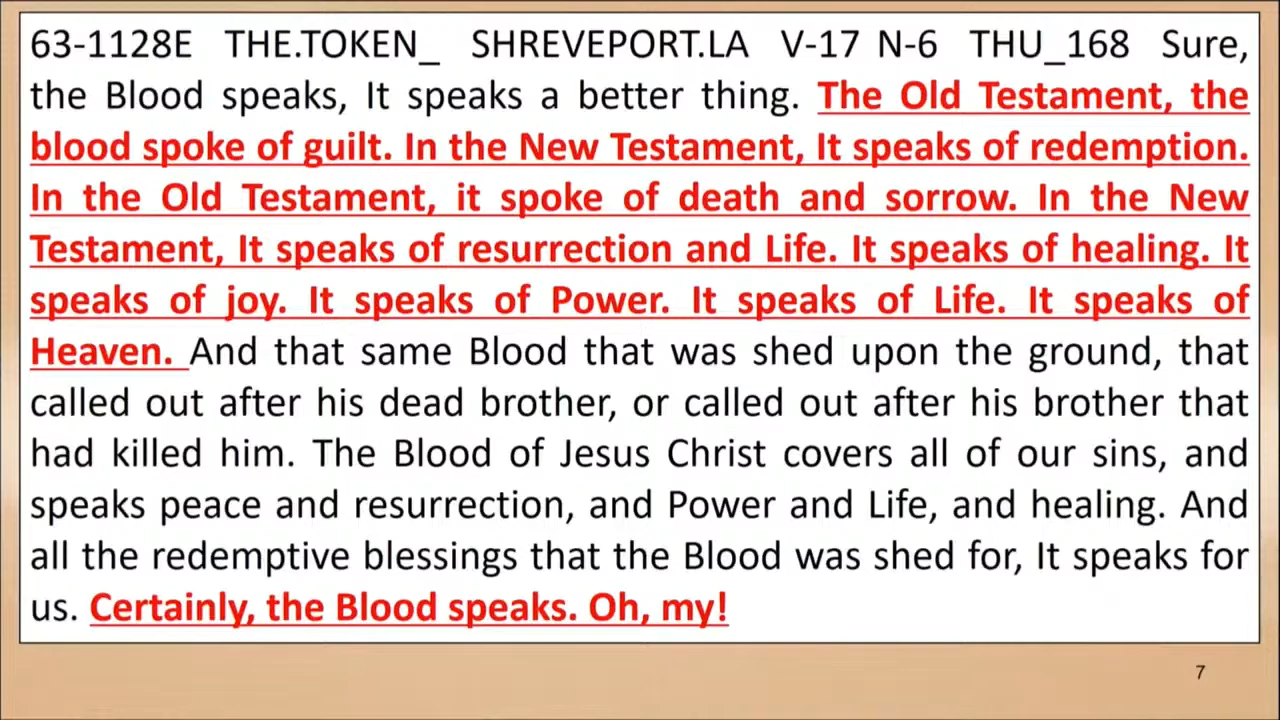 63-1128E THE.TOKEN_ SHREVEPORT.LA V-17 N-6 THU_168 Sure,
the Blood speaks, It speaks a better thing. The Old Testament, the
blood spoke of guilt. In the New Testament, It speaks of redemption.
In the Old Testament, it spoke of death and sorrow. In the New
Testament, It speaks of resurrection and Life. It speaks of healing. It
speaks of joy. It speaks of Power. It speaks of Life. It speaks of
Heaven. And that same Blood that was shed upon the ground, that
called out after his dead brother, or called out after his brother that
had killed him. The Blood of Jesus Christ covers all of our sins, and
speaks peace and resurrection, and Power and Life, and healing. And
all the redemptive blessings that the Blood was shed for, It speaks for
us. Certainly, the Blood speaks. Oh, my!
7